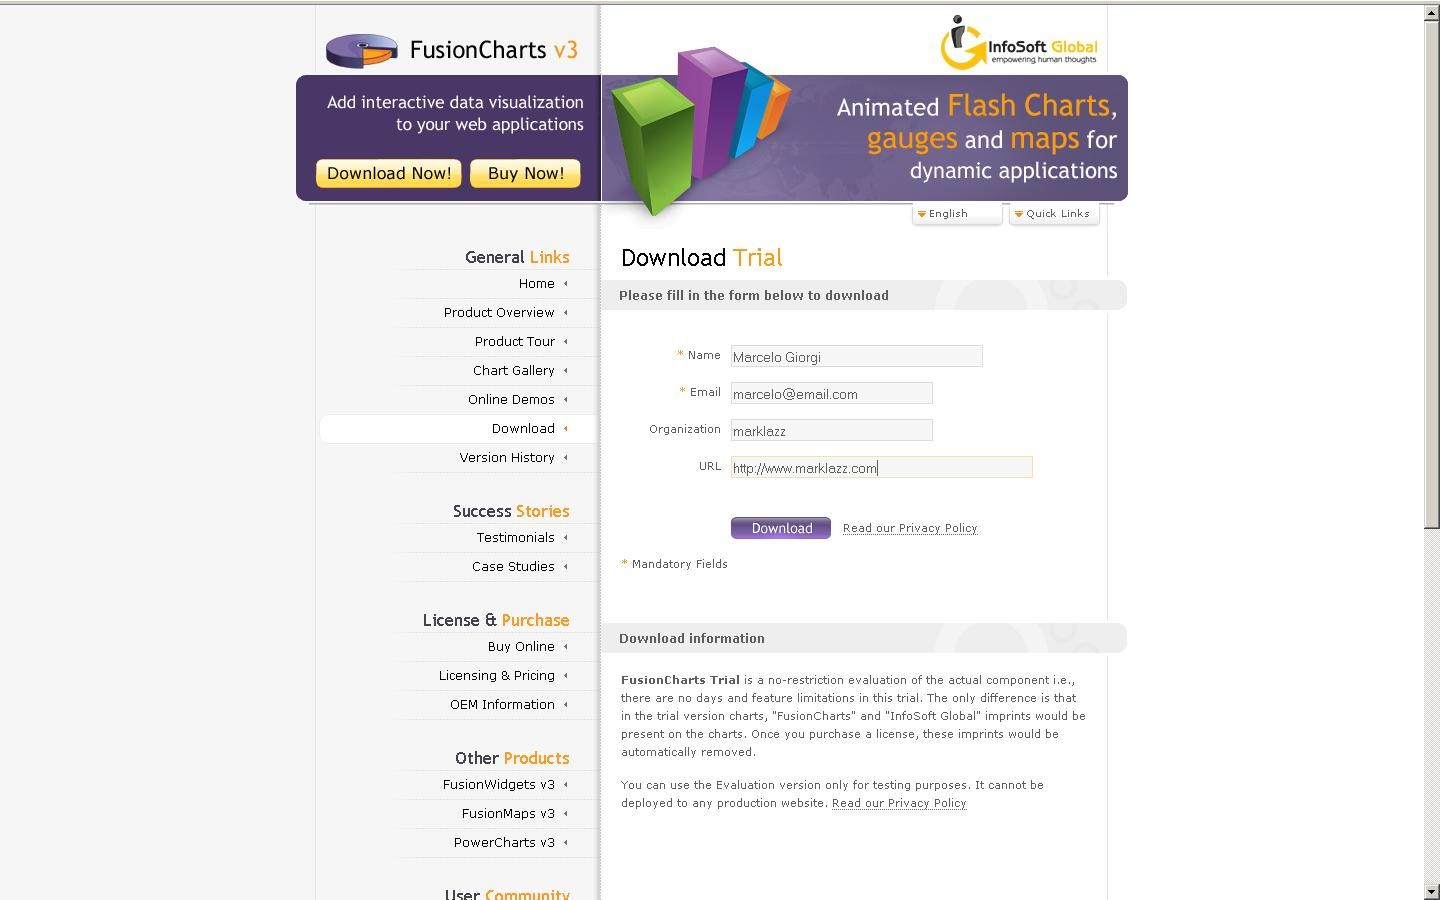 FusionCharts v3
InfoSoft Global
empowering human thoughts
Add interactive data visualization
to your web applications
Download Now!
Buy Now!
Animated Flash Charts,
gauges and maps for
dynamic applications
English
Quick Links
General Links
Home
Product Overview
Product Tour
Chart Gallery
Online Demos
Download
Version History
Success Stories
Testimonials
Case Studies
License & Purchase
Buy Online
Licensing & Pricing
OEM Information
Other Products
FusionWidgets v3
FusionMaps v3
PowerCharts v3
User Community
Download Trial
Please fill in the form below to download
* Name
Marcelo Giorgi
* Email
marcelo@email.com
Organization
marklazz
URL
http://www.marklazz.com
Download
Read our Privacy Policy
* Mandatory Fields
Download information
FusionCharts Trial is a no-restriction evaluation of the actual component i.e.,
there are no days and feature limitations in this trial. The only difference is that
in the trial version charts, "FusionCharts" and "InfoSoft Global" imprints would be
present on the charts. Once you purchase a license, these imprints would be
automatically removed.
You can use the Evaluation version only for testing purposes. It cannot be
deployed to any production website. Read our Privacy Policy